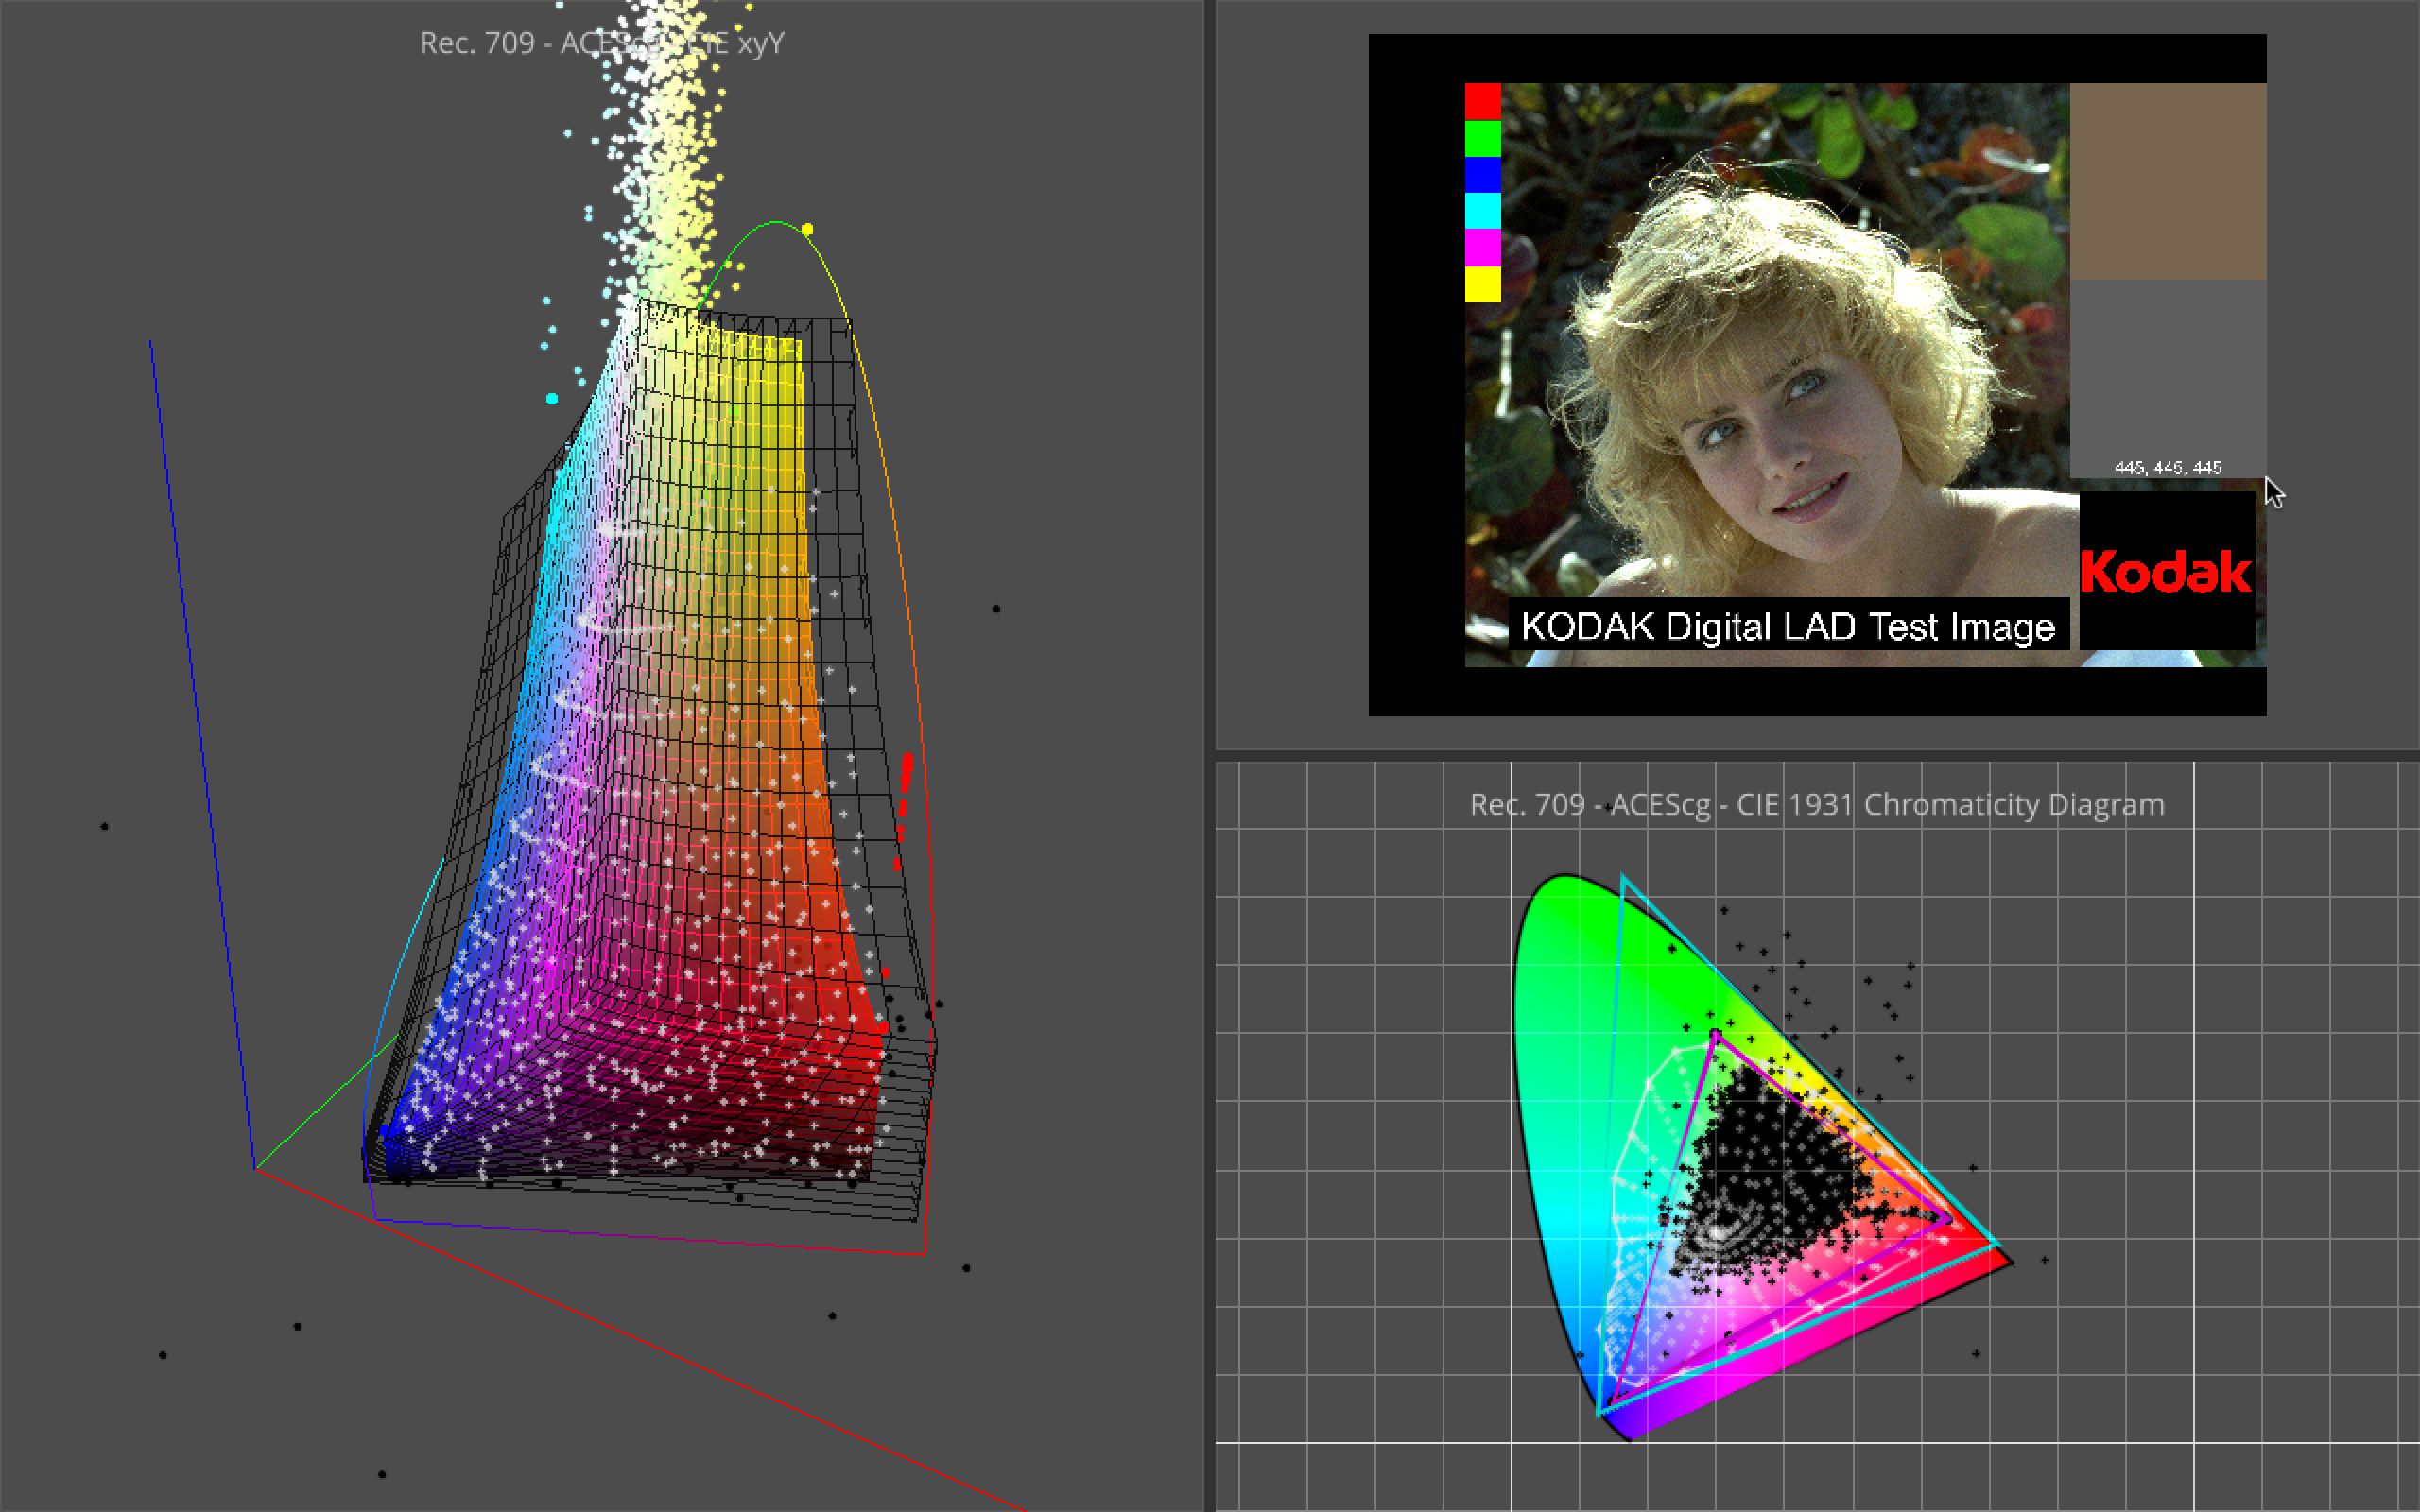 Rec. 709 - ACEScg - CIE xyY
445, 445, 445
Kodak
KODAK Digital LAD Test Image
Rec. 709 - ACEScg - CIE 1931 Chromaticity Diagram